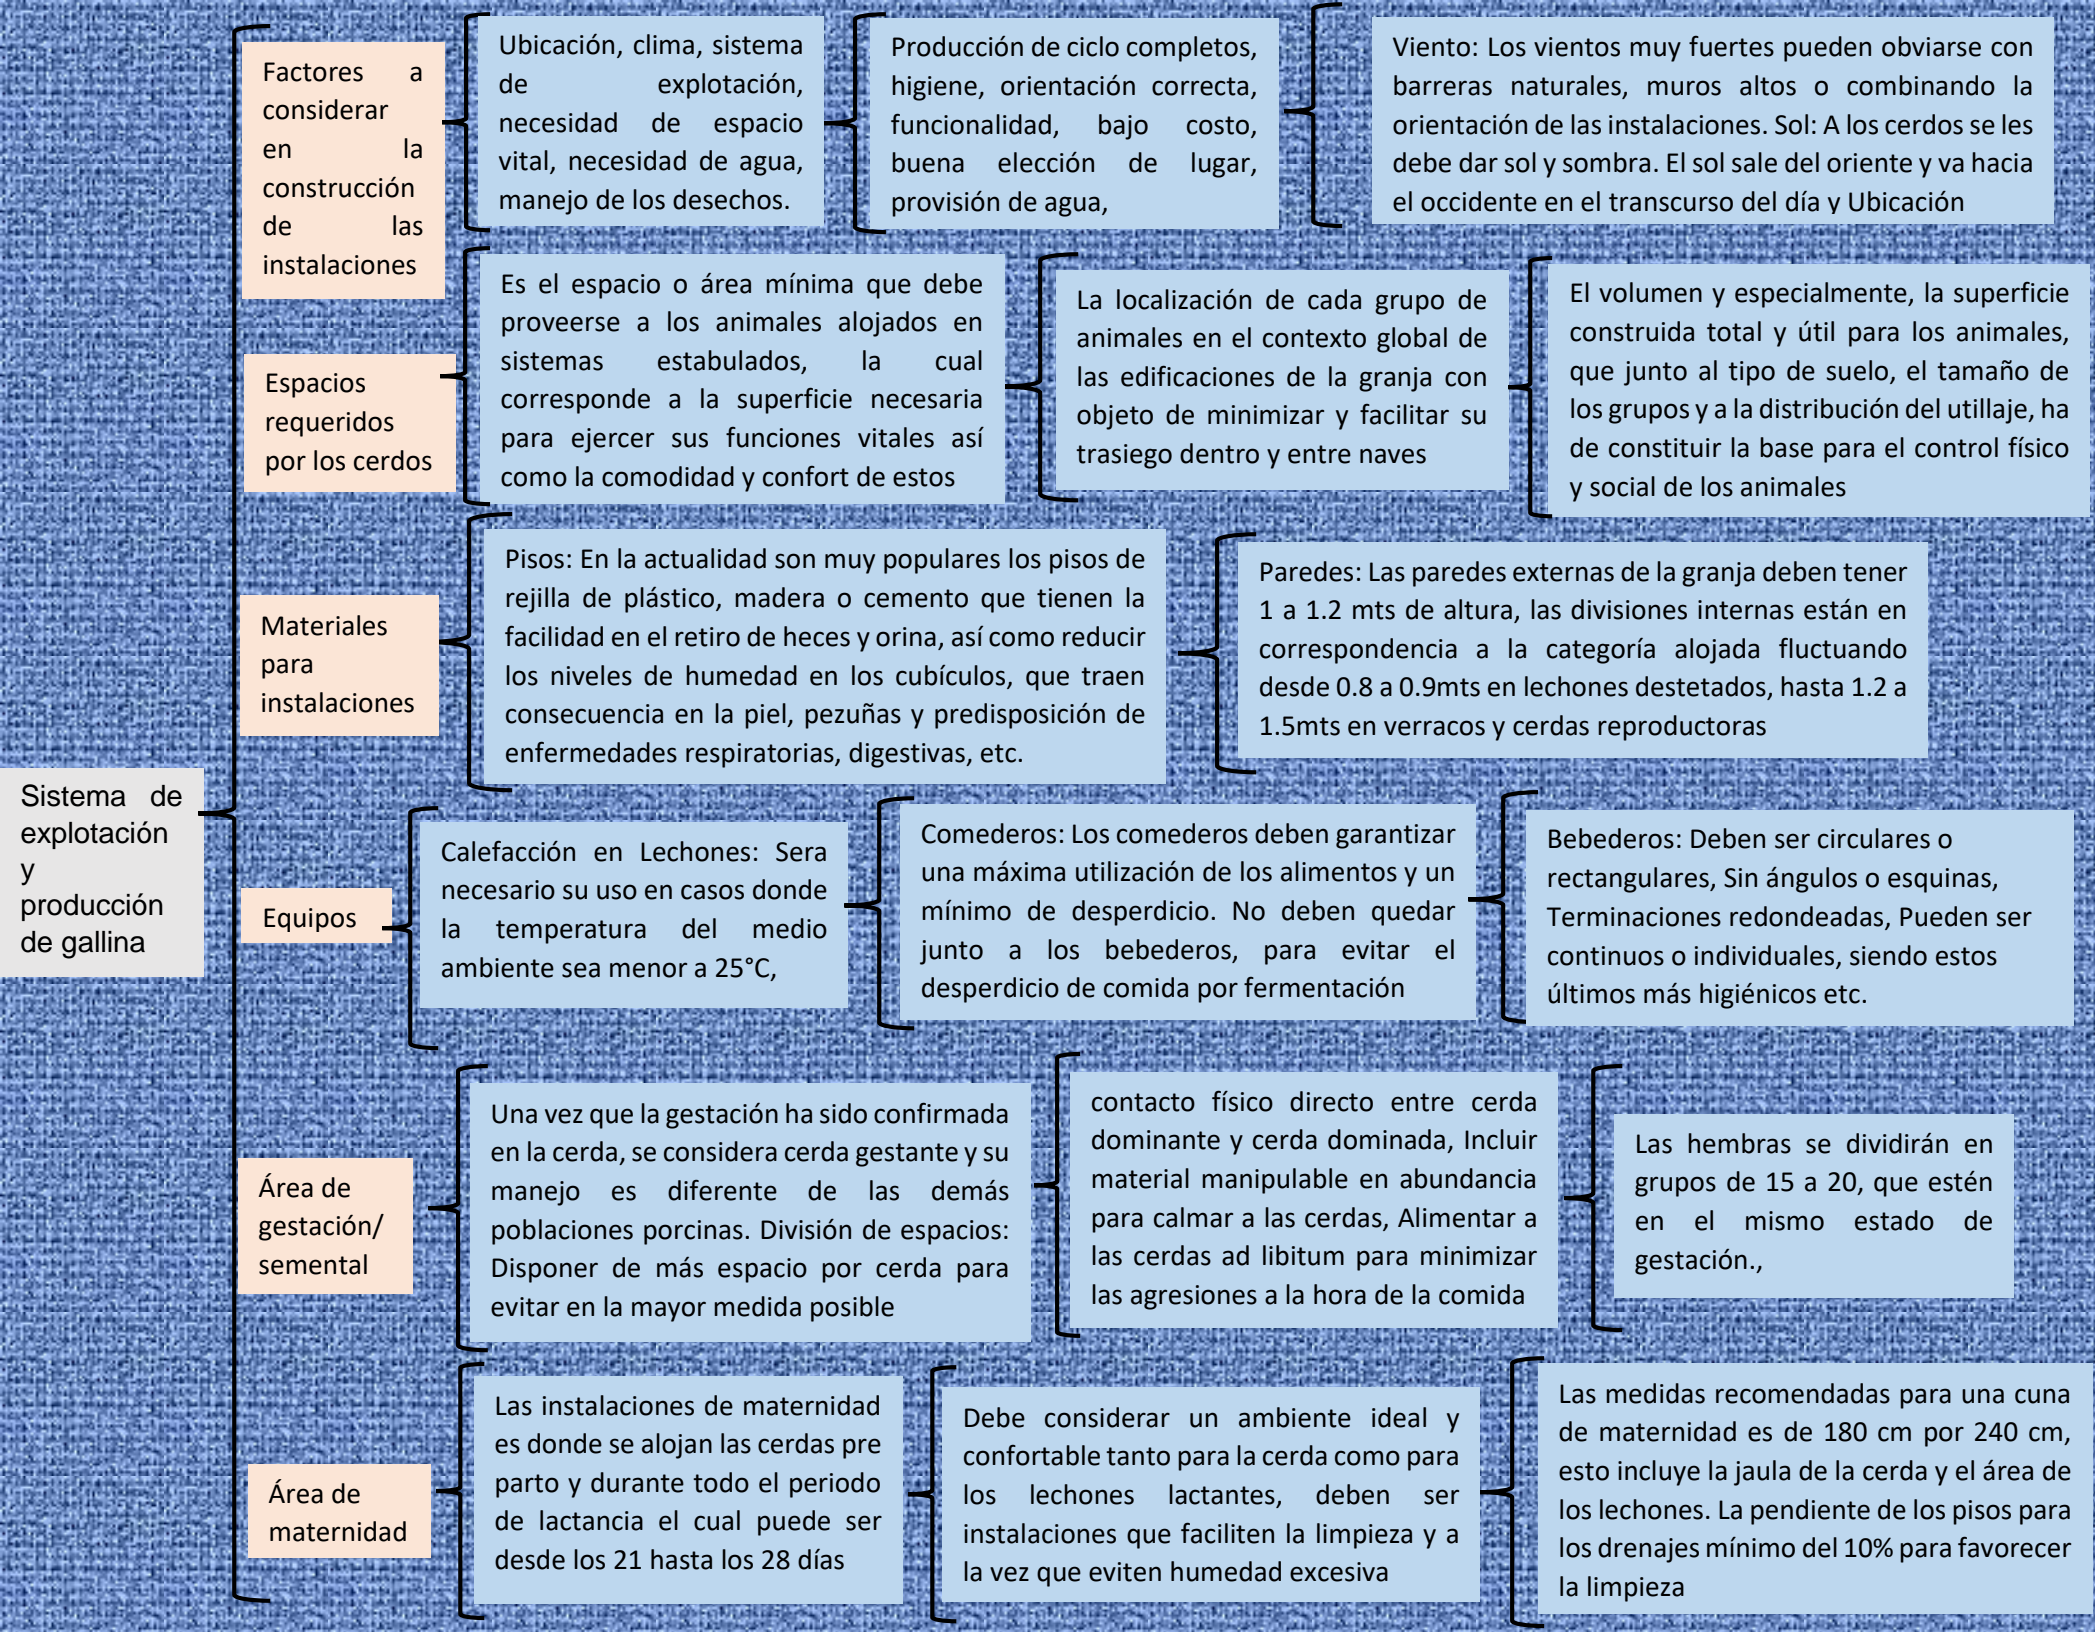 Sistema de
explotación
y
producción
de gallina
Factores a
considerar
en la
construcción
de las
instalaciones
Ubicación, clima, sistema
de explotación,
necesidad de espacio
vital, necesidad de agua,
manejo de los desechos.
Producción de ciclo completos,
higiene, orientación correcta,
funcionalidad, bajo costo,
buena elección de lugar,
provisión de agua,
Viento: Los vientos muy fuertes pueden obviarse con
barreras naturales, muros altos o combinando la
orientación de las instalaciones. Sol: A los cerdos se les
debe dar sol y sombra. El sol sale del oriente y va hacia
el occidente en el transcurso del día y Ubicación
Espacios
requeridos
por los cerdos
Es el espacio o área mínima que debe
proveerse a los animales alojados en
sistemas estabulados, la cual
corresponde a la superficie necesaria
para ejercer sus funciones vitales así
como la comodidad y confort de estos
La localización de cada grupo de
animales en el contexto global de
las edificaciones de la granja con
objeto de minimizar y facilitar su
trasiego dentro y entre naves
El volumen y especialmente, la superficie
construida total y útil para los animales,
que junto al tipo de suelo, el tamaño de
los grupos y a la distribución del utillaje, ha
de constituir la base para el control físico
y social de los animales
Materiales
para
instalaciones
Pisos: En la actualidad son muy populares los pisos de
rejilla de plástico, madera o cemento que tienen la
facilidad en el retiro de heces y orina, así como reducir
los niveles de humedad en los cubículos, que traen
consecuencia en la piel, pezuñas y predisposición de
enfermedades respiratorias, digestivas, etc.
Paredes: Las paredes externas de la granja deben tener
1 a 1.2 mts de altura, las divisiones internas están en
correspondencia a la categoría alojada fluctuando
desde 0.8 a 0.9mts en lechones destetados, hasta 1.2 a
1.5mts en verracos y cerdas reproductoras
Equipos
Calefacción en Lechones: Sera
necesario su uso en casos donde
la temperatura del medio
ambiente sea menor a 25°C,
Comederos: Los comederos deben garantizar
una máxima utilización de los alimentos y un
mínimo de desperdicio. No deben quedar
junto a los bebederos, para evitar el
desperdicio de comida por fermentación
Bebederos: Deben ser circulares o
rectangulares, Sin ángulos o esquinas,
Terminaciones redondeadas, Pueden ser
continuos o individuales, siendo estos
últimos más higiénicos etc.
Área de
gestación/
semental
Una vez que la gestación ha sido confirmada
en la cerda, se considera cerda gestante y su
manejo es diferente de las demás
poblaciones porcinas. División de espacios:
Disponer de más espacio por cerda para
evitar en la mayor medida posible
contacto físico directo entre cerda
dominante y cerda dominada, Incluir
material manipulable en abundancia
para calmar a las cerdas, Alimentar a
las cerdas ad libitum para minimizar
las agresiones a la hora de la comida
Las hembras se dividirán en
grupos de 15 a 20, que estén
en el mismo estado de
gestación.,
Área de
maternidad
Las instalaciones de maternidad
es donde se alojan las cerdas pre
parto y durante todo el periodo
de lactancia el cual puede ser
desde los 21 hasta los 28 días
Debe considerar un ambiente ideal y
confortable tanto para la cerda como para
los lechones lactantes, deben ser
instalaciones que faciliten la limpieza y a
la vez que eviten humedad excesiva
Las medidas recomendadas para una cuna
de maternidad es de 180 cm por 240 cm,
esto incluye la jaula de la cerda y el área de
los lechones. La pendiente de los pisos para
los drenajes mínimo del 10% para favorecer
la limpieza